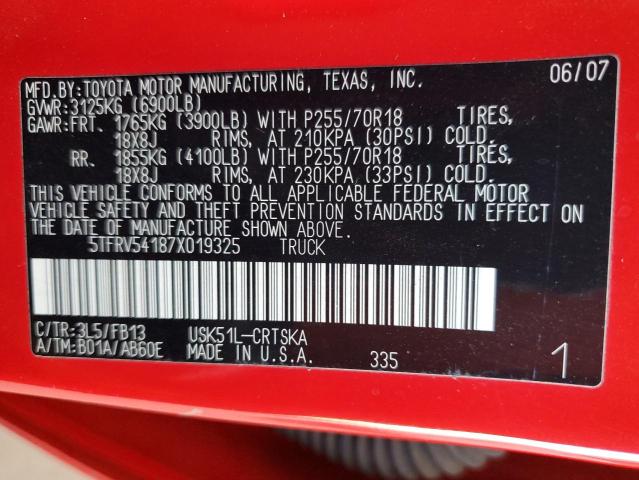 MFD.BY:TOYOTA MOTOR MANUFACTURING, TEXAS, INC. 06/07
GVWR:3125KG (6900LB)
GAWR:FRT. 1765KG (3900LB) WITH P255/70R18 TIRES,
18X8J RIMS, AT 210KPA (30PSI) COLD.
RR. 1855KG (4100LB) WITH P255/70R18 TIRES,
18X8J RIMS, AT 230KPA (33PSI) COLD.
THIS VEHICLE CONFORMS TO ALL APPLICABLE FEDERAL MOTOR
VEHICLE SAFETY AND THEFT PREVENTION STANDARDS IN EFFECT ON
THE DATE OF MANUFACTURE SHOWN ABOVE.
5TFRV54187X019325 TRUCK
C/TR:3L5/FB13 USK51L-CRTSKA
A/TM:B01A/AB60E MADE IN U.S.A. 335 1